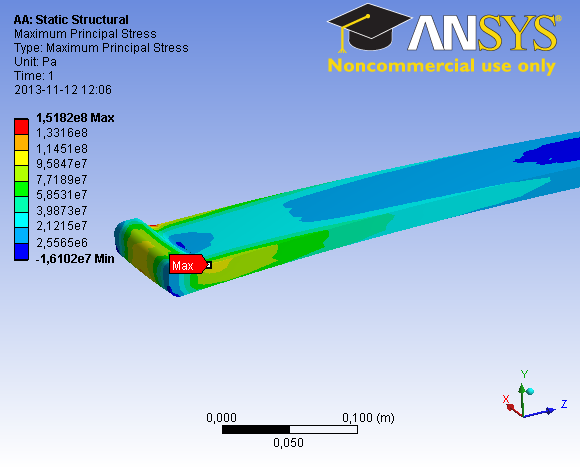 AA: Static Structural
Maximum Principal Stress
Type: Maximum Principal Stress
Unit: Pa
Time: 1
2013-11-12 12:06
ANSYS®
Noncommercial use only
1,5182e8 Max
1,3316e8
1,1451e8
9,5847e7
7,7189e7
5,8531e7
3,9873e7
2,1215e7
2,5565e6
-1,6102e7 Min
Max
Y
X
Z
0,000
0,100 (m)
0,050